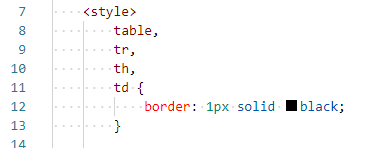 7 <style>
8 table,
9 tr,
10 th,
11 td {
12 border: 1px solid black;
13 }
14